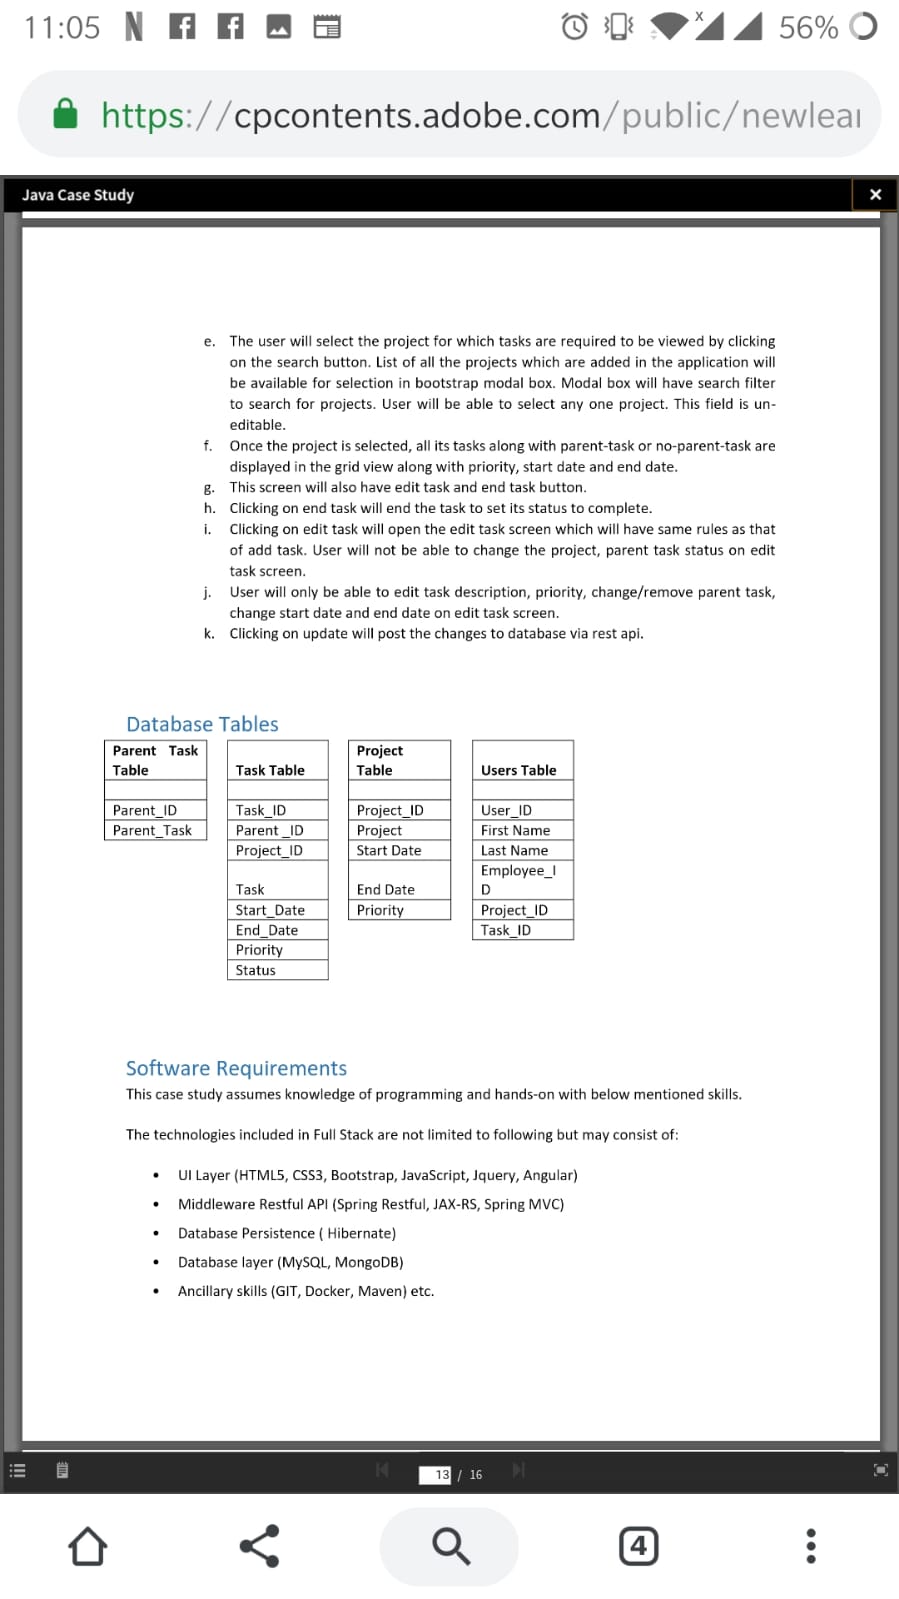 11:05 N 56%
https://cpcontents.adobe.com/public/newlear
Java Case Study ×
e. The user will select the project for which tasks are required to be viewed by clicking
on the search button. List of all the projects which are added in the application will
be available for selection in bootstrap modal box. Modal box will have search filter
to search for projects. User will be able to select any one project. This field is un-
editable.
f. Once the project is selected, all its tasks along with parent-task or no-parent-task are
displayed in the grid view along with priority, start date and end date.
g. This screen will also have edit task and end task button.
h. Clicking on end task will end the task to set its status to complete.
i. Clicking on edit task will open the edit task screen which will have same rules as that
of add task. User will not be able to change the project, parent task status on edit
task screen.
j. User will only be able to edit task description, priority, change/remove parent task,
change start date and end date on edit task screen.
k. Clicking on update will post the changes to database via rest api.
Database Tables
Parent Task
Table
Parent_ID
Parent_Task
Task Table
Task_ID
Parent _ID
Project_ID
Task
Start_Date
End_Date
Priority
Status
Project
Table
Project_ID
Project
Start Date
End Date
Priority
Users Table
User_ID
First Name
Last Name
Employee_I
D
Project_ID
Task_ID
Software Requirements
This case study assumes knowledge of programming and hands-on with below mentioned skills.
The technologies included in Full Stack are not limited to following but may consist of:
• UI Layer (HTML5, CSS3, Bootstrap, JavaScript, Jquery, Angular)
• Middleware Restful API (Spring Restful, JAX-RS, Spring MVC)
• Database Persistence ( Hibernate)
• Database layer (MySQL, MongoDB)
• Ancillary skills (GIT, Docker, Maven) etc.
13 / 16
4